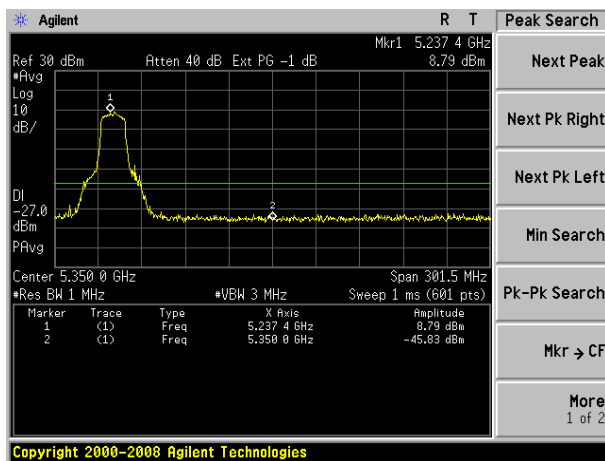 Agilent R T Peak Search
Mkr1 5.237 4 GHz
Ref 30 dBm Atten 40 dB Ext PG -1 dB 8.79 dBm
#Avg
Log
10
dB/
1
DI
-27.0
dBm
2
PAvg
Center 5.350 0 GHz Span 301.5 MHz
#Res BW 1 MHz #VBW 3 MHz Sweep 1 ms (601 pts)
Marker Trace Type X Axis Amplitude
1 (1) Freq 5.237 4 GHz 8.79 dBm
2 (1) Freq 5.350 0 GHz -45.83 dBm
Copyright 2000-2008 Agilent Technologies
Next Peak
Next Pk Right
Next Pk Left
Min Search
Pk-Pk Search
Mkr → CF
More
1 of 2